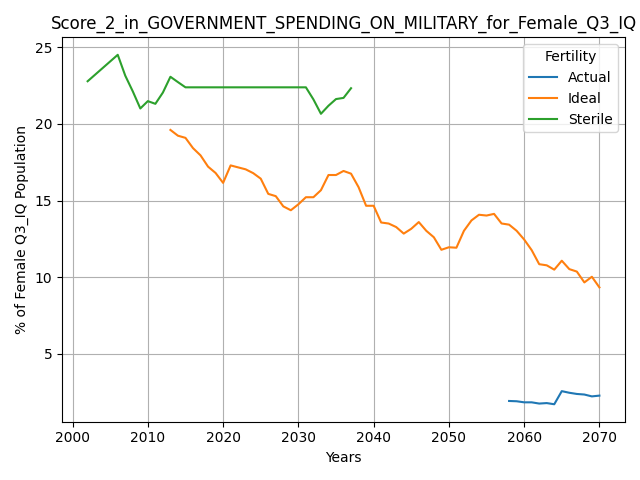 Score_2_in_GOVERNMENT_SPENDING_ON_MILITARY_for_Female_Q3_IQ
Fertility
Actual
Ideal
Sterile
% of Female Q3_IQ Population
25
20
15
10
5
2000 2010 2020 2030 2040 2050 2060 2070
Years